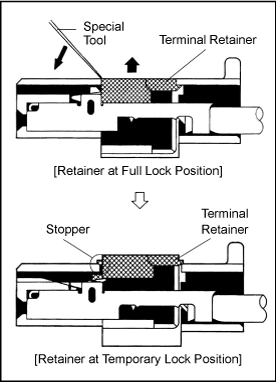 Special
Tool
Terminal Retainer
[Retainer at Full Lock Position]
Stopper
Terminal
Retainer
[Retainer at Temporary Lock Position]